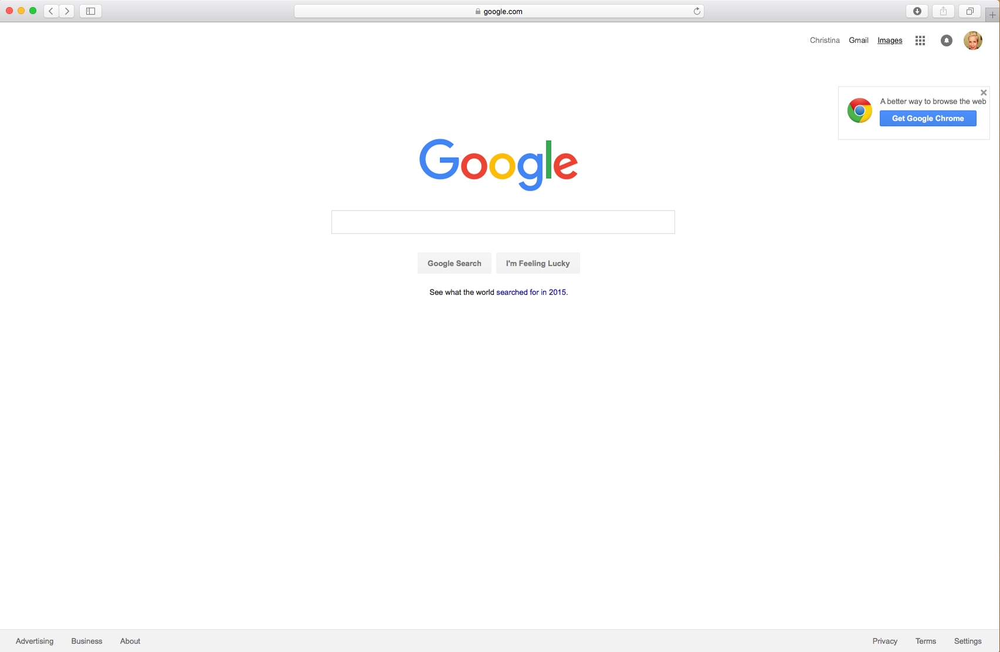 google.com
Christina Gmail Images
A better way to browse the web
Get Google Chrome
Google
Google Search I'm Feeling Lucky
See what the world searched for in 2015.
Advertising Business About Privacy Terms Settings